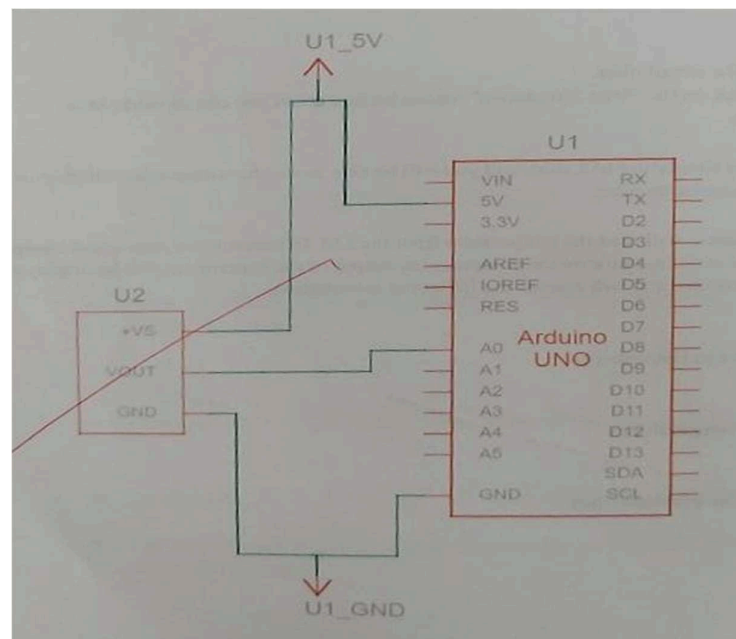 U1_5V
U1
VIN RX
5V TX
3.3V D2
D3
AREF D4
IOREF D5
RES D6
D7
A0 D8
A1 D9
A2 D10
A3 D11
A4 D12
A5 D13
SDA
GND SCL
Arduino
UNO
U2
+VS
VOUT
GND
U1_GND